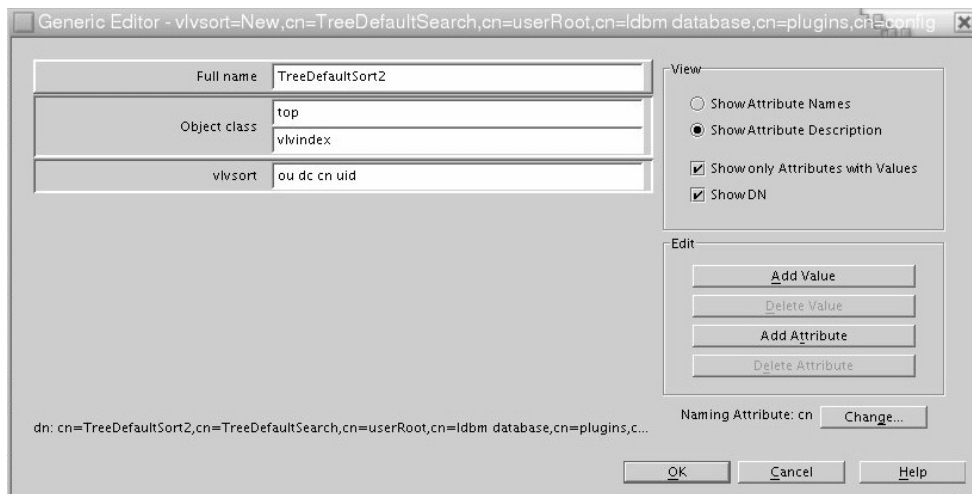 Generic Editor - vlvsort=New,cn=TreeDefaultSearch,cn=userRoot,cn=ldbm database,cn=plugins,cn=config
Full name
TreeDefaultSort2
Object class
top
vlvindex
vlvsort
ou dc cn uid
View
Show Attribute Names
Show Attribute Description
Show only Attributes with Values
Show DN
Edit
Add Value
Delete Value
Add Attribute
Delete Attribute
Naming Attribute: cn
Change...
dn: cn=TreeDefaultSort2,cn=TreeDefaultSearch,cn=userRoot,cn=ldbm database,cn=plugins,c...
OK
Cancel
Help